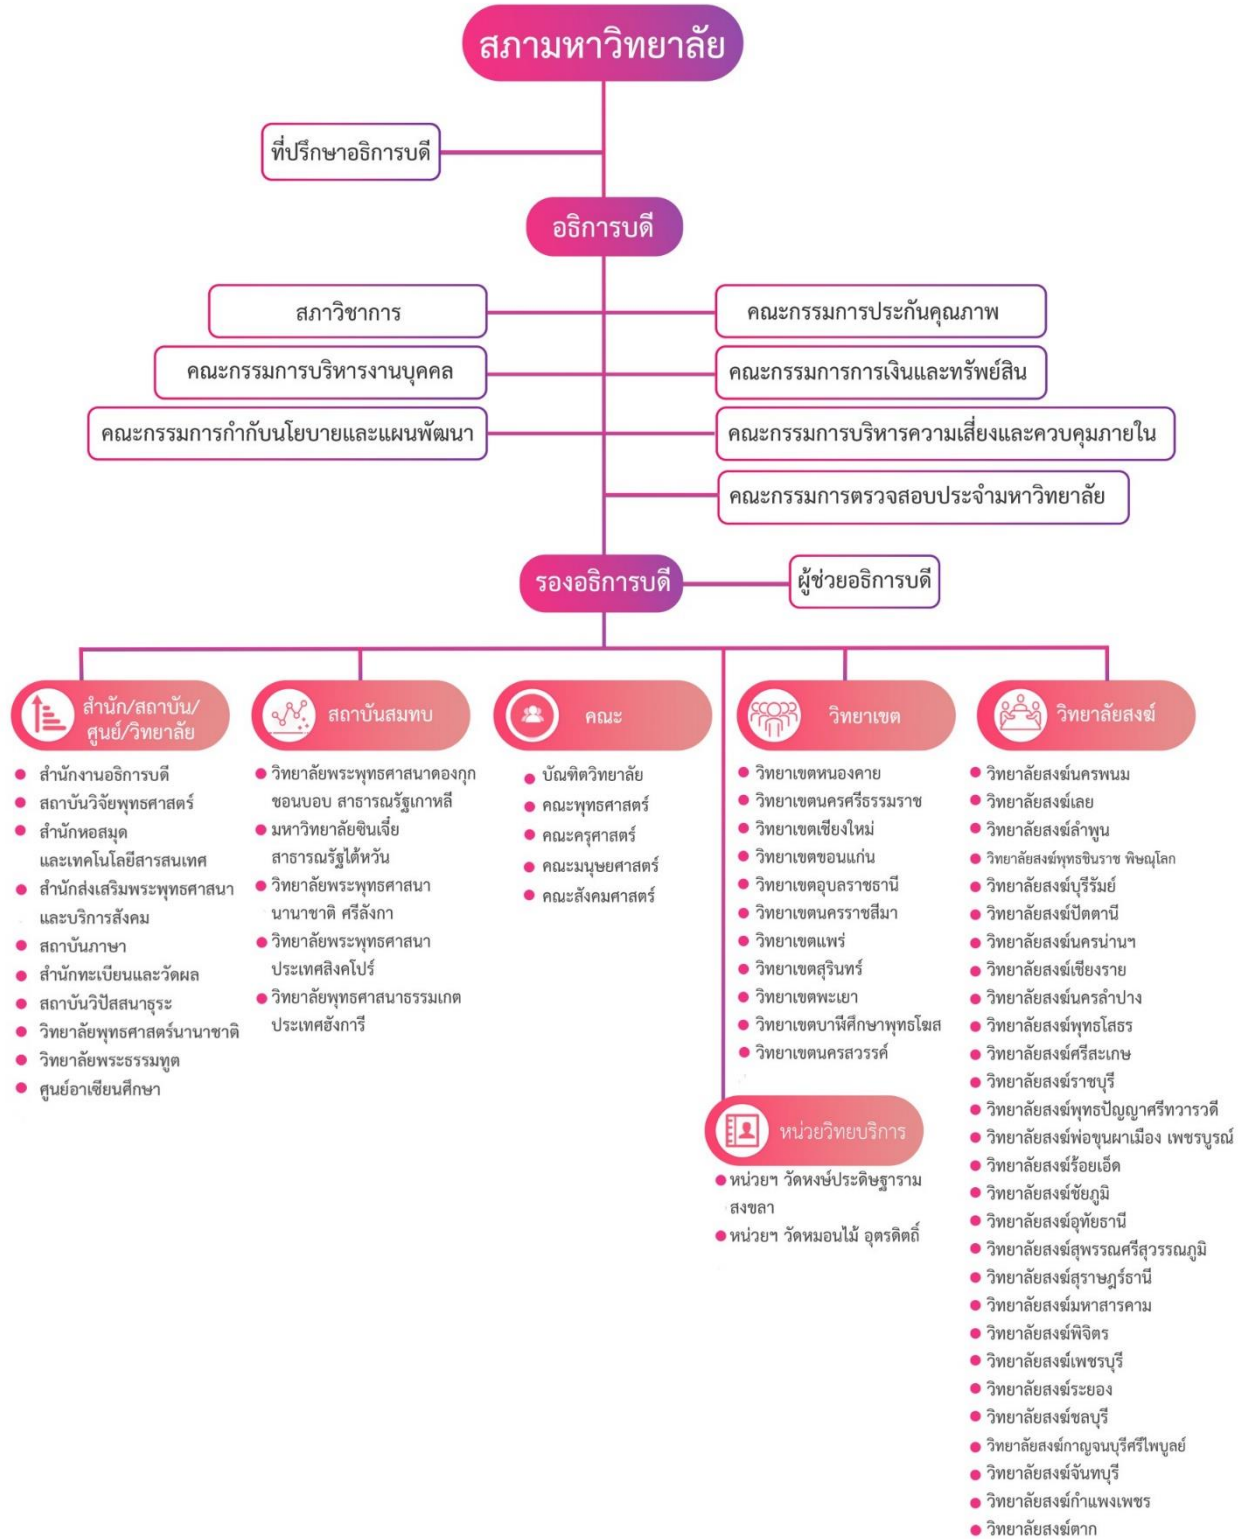 สภามหาวิทยาลัย
ที่ปรึกษาอธิการบดี
อธิการบดี
สภาวิชาการ
คณะกรรมการประกันคุณภาพ
คณะกรรมการบริหารงานบุคคล
คณะกรรมการการเงินและทรัพย์สิน
คณะกรรมการกำกับนโยบายและแผนพัฒนา
คณะกรรมการบริหารความเสี่ยงและควบคุมภายใน
คณะกรรมการตรวจสอบประจำมหาวิทยาลัย
รองอธิการบดี
ผู้ช่วยอธิการบดี
สำนัก/สถาบัน/
ศูนย์/วิทยาลัย
สำนักงานอธิการบดี
สถาบันวิจัยพุทธศาสตร์
สำนักหอสมุด
และเทคโนโลยีสารสนเทศ
สำนักส่งเสริมพระพุทธศาสนา
และบริการสังคม
สถาบันภาษา
สำนักทะเบียนและวัดผล
สถาบันวิปัสสนาธุระ
วิทยาลัยพุทธศาสตร์นานาชาติ
วิทยาลัยพระธรรมทูต
ศูนย์อาเซียนศึกษา
สถาบันสมทบ
วิทยาลัยพระพุทธศาสนาดองกุก
ชอนบอบ สาธารณรัฐเกาหลี
มหาวิทยาลัยซินเจี๋ย
สาธารณรัฐไต้หวัน
วิทยาลัยพระพุทธศาสนา
นานาชาติ ศรีลังกา
วิทยาลัยพระพุทธศาสนา
ประเทศสิงคโปร์
วิทยาลัยพุทธศาสนาธรรมเกต
ประเทศฮังการี
คณะ
บัณฑิตวิทยาลัย
คณะพุทธศาสตร์
คณะครุศาสตร์
คณะมนุษยศาสตร์
คณะสังคมศาสตร์
วิทยาเขต
วิทยาเขตหนองคาย
วิทยาเขตนครศรีธรรมราช
วิทยาเขตเชียงใหม่
วิทยาเขตขอนแก่น
วิทยาเขตอุบลราชธานี
วิทยาเขตนครราชสีมา
วิทยาเขตแพร่
วิทยาเขตสุรินทร์
วิทยาเขตพะเยา
วิทยาเขตบาฬีศึกษาพุทธโฆส
วิทยาเขตนครสวรรค์
หน่วยวิทยบริการ
หน่วยฯ วัดหงษ์ประดิษฐาราม
สงขลา
หน่วยฯ วัดหมอนไม้ อุตรดิตถิ์
วิทยาลัยสงฆ์
วิทยาลัยสงฆ์นครพนม
วิทยาลัยสงฆ์เลย
วิทยาลัยสงฆ์ลำพูน
วิทยาลัยสงฆ์พุทธชินราช พิษณุโลก
วิทยาลัยสงฆ์บุรีรัมย์
วิทยาลัยสงฆ์ปัตตานี
วิทยาลัยสงฆ์นครน่านฯ
วิทยาลัยสงฆ์เชียงราย
วิทยาลัยสงฆ์นครลำปาง
วิทยาลัยสงฆ์พุทธโสธร
วิทยาลัยสงฆ์ศรีสะเกษ
วิทยาลัยสงฆ์ราชบุรี
วิทยาลัยสงฆ์พุทธปัญญาศรีทวารวดี
วิทยาลัยสงฆ์พ่อขุนผาเมือง เพชรบูรณ์
วิทยาลัยสงฆ์ร้อยเอ็ด
วิทยาลัยสงฆ์ชัยภูมิ
วิทยาลัยสงฆ์อุทัยธานี
วิทยาลัยสงฆ์สุพรรณศรีสุวรรณภูมิ
วิทยาลัยสงฆ์สุราษฎร์ธานี
วิทยาลัยสงฆ์มหาสารคาม
วิทยาลัยสงฆ์พิจิตร
วิทยาลัยสงฆ์เพชรบุรี
วิทยาลัยสงฆ์ระยอง
วิทยาลัยสงฆ์ชลบุรี
วิทยาลัยสงฆ์กาญจนบุรีศรีไพบูลย์
วิทยาลัยสงฆ์จันทบุรี
วิทยาลัยสงฆ์กำแพงเพชร
วิทยาลัยสงฆ์ตาก